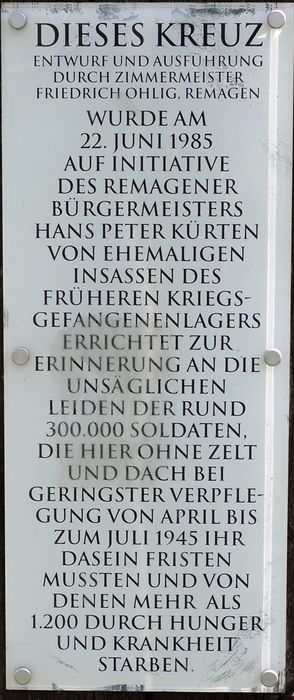 DIESES KREUZ
ENTWURF UND AUSFÜHRUNG
DURCH ZIMMERMEISTER
FRIEDRICH OHLIG, REMAGEN
WURDE AM
22. JUNI 1985
AUF INITIATIVE
DES REMAGENER
BÜRGERMEISTERS
HANS PETER KÜRTEN
VON EHEMALIGEN
INSASSEN DES
FRÜHEREN KRIEGS-
GEFANGENENLAGERS
ERRICHTET ZUR
ERINNERUNG AN DIE
UNSÄGLICHEN
LEIDEN DER RUND
300.000 SOLDATEN,
DIE HIER OHNE ZELT
UND DACH BEI
GERINGSTER VERPFLE-
GUNG VON APRIL BIS
ZUM JULI 1945 IHR
DASEIN FRISTEN
MUSSTEN UND VON
DENEN MEHR ALS
1.200 DURCH HUNGER
UND KRANKHEIT
STARBEN.